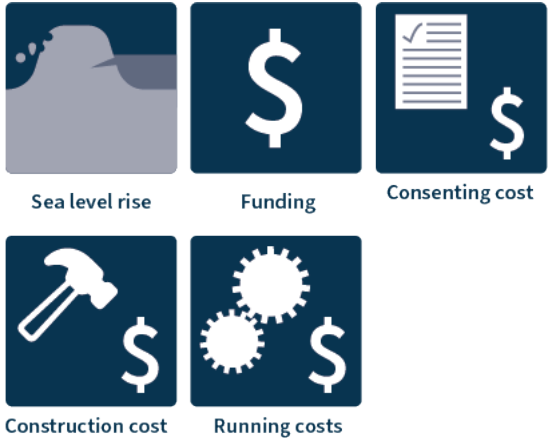 $
$
Sea level rise
Funding
Consenting cost
$
$
Construction cost
Running costs